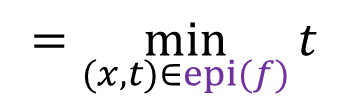 = min t
(x,t)∈epi(f)